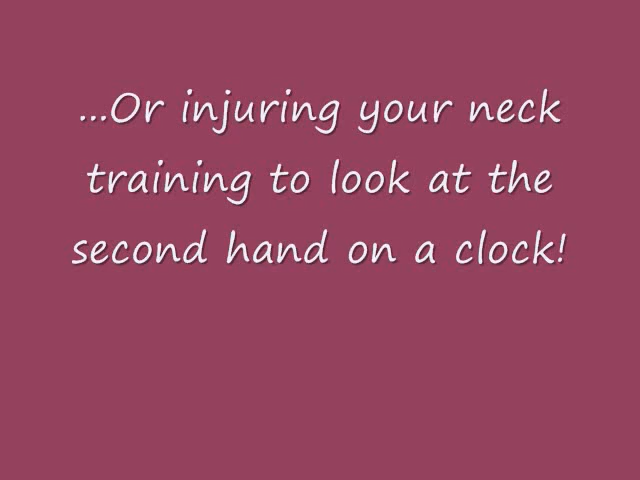 ...Or injuring your neck
training to look at the
second hand on a clock!